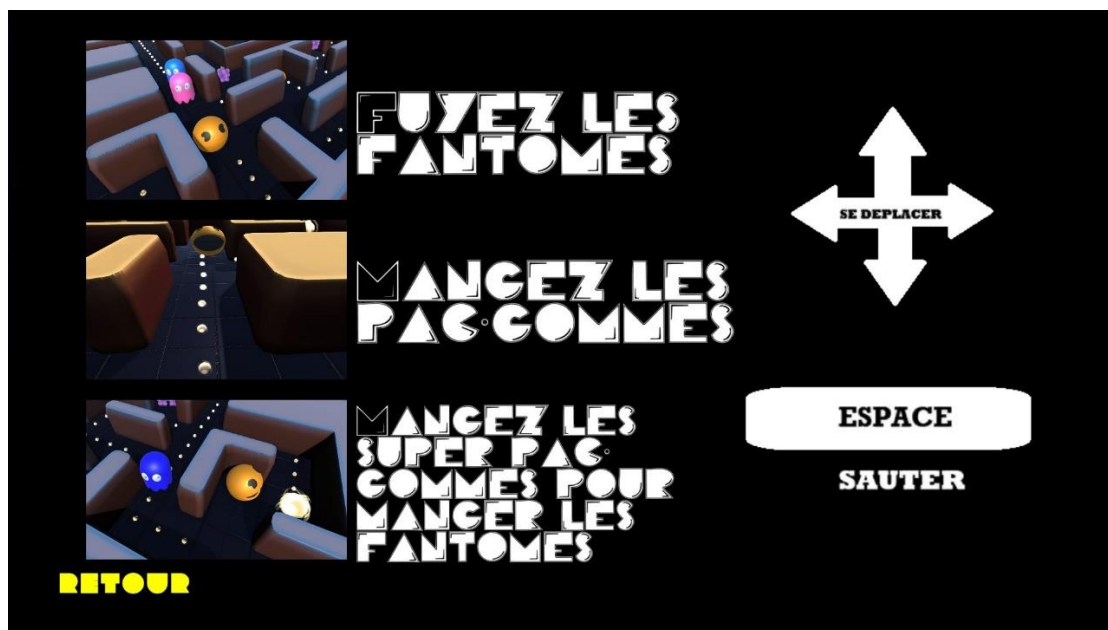 FUYEZ LES
FANTOMES
MANGEZ LES
PAC-GOMMES
MANGEZ LES
SUPER PAC-
GOMMES POUR
MANGER LES
FANTOMES
RETOUR
SE DEPLACER
ESPACE
SAUTER